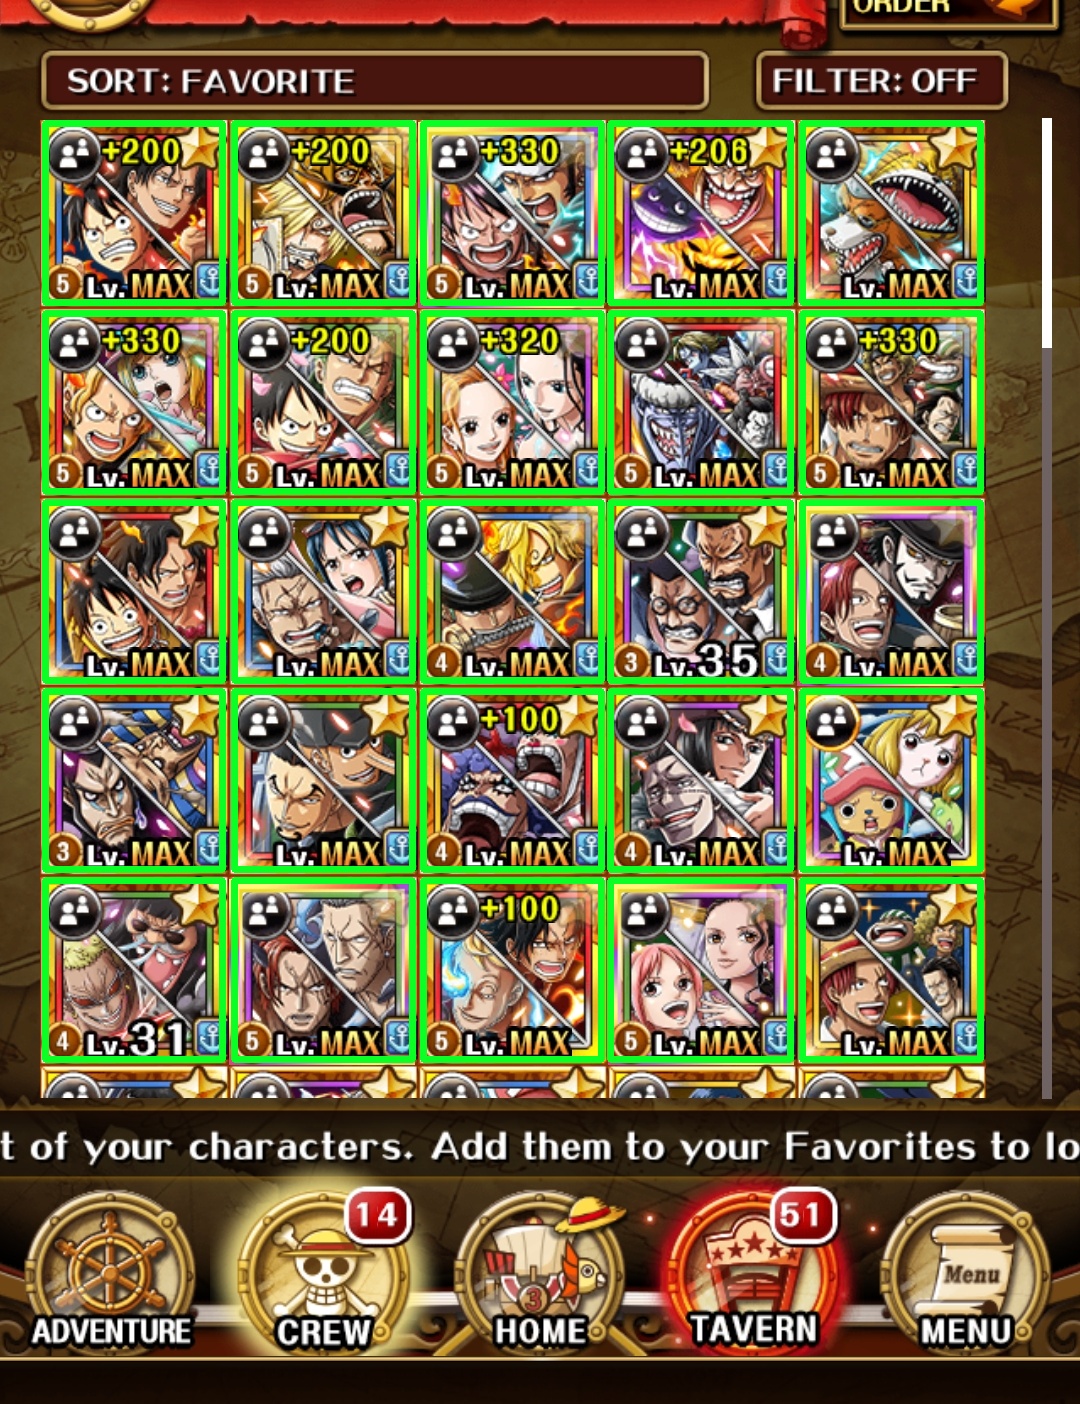 ORDER
SORT: FAVORITE
FILTER: OFF
+200 +200 +330 +206
5 Lv.MAX 5 Lv.MAX 5 Lv.MAX Lv.MAX Lv.MAX
+330 +200 +320 +330
5 Lv.MAX 5 Lv.MAX 5 Lv.MAX 5 Lv.MAX 5 Lv.MAX
Lv.MAX Lv.MAX 4 Lv.MAX 3 Lv.35 4 Lv.MAX
+100
3 Lv.MAX Lv.MAX 4 Lv.MAX 4 Lv.MAX Lv.MAX
+100
4 Lv.31 5 Lv.MAX 5 Lv.MAX 5 Lv.MAX Lv.MAX
t of your characters. Add them to your Favorites to lo
14 51
3 Menu
ADVENTURE CREW HOME TAVERN MENU